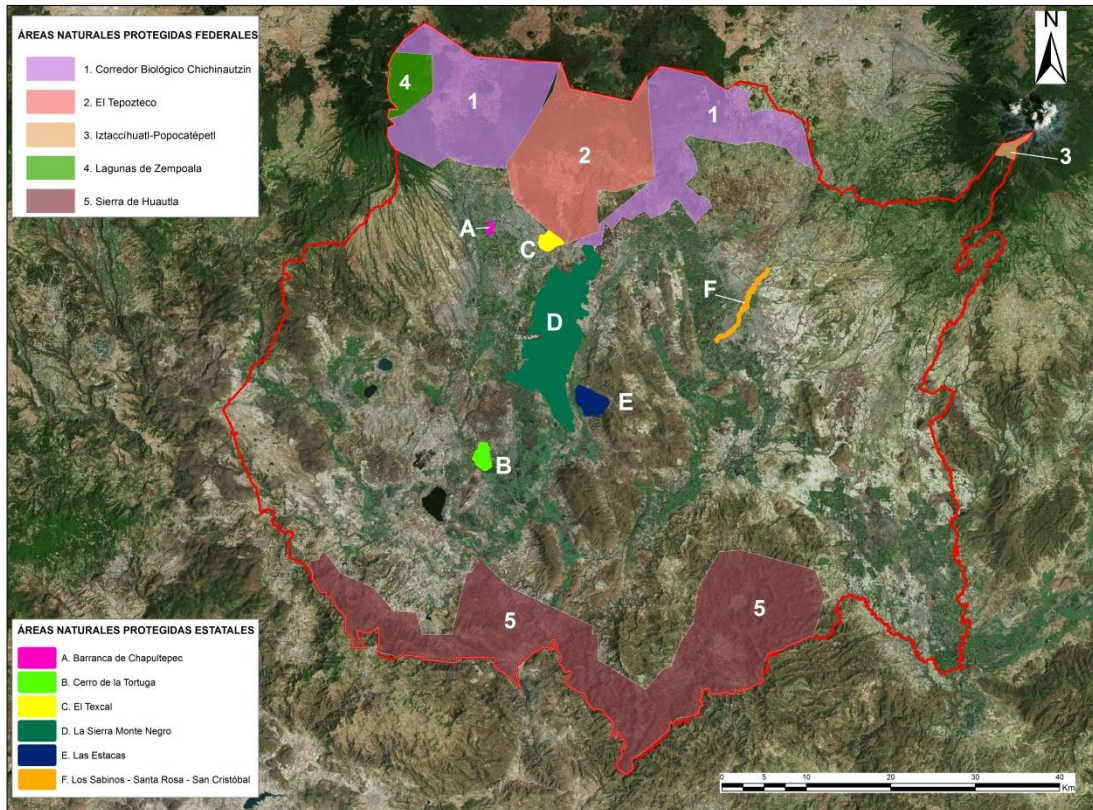 ÁREAS NATURALES PROTEGIDAS FEDERALES
1. Corredor Biológico Chichinautzin
2. El Tepozteco
3. Iztaccíhuatl-Popocatépetl
4. Lagunas de Zempoala
5. Sierra de Huautla
N
4
1
1
2
3
A
C
F
D
E
B
5
5
ÁREAS NATURALES PROTEGIDAS ESTATALES
A. Barranca de Chapultepec
B. Cerro de la Tortuga
C. El Texcal
D. La Sierra Monte Negro
E. Las Estacas
F. Los Sabinos - Santa Rosa - San Cristóbal
0 5 10 20 30 40
Km